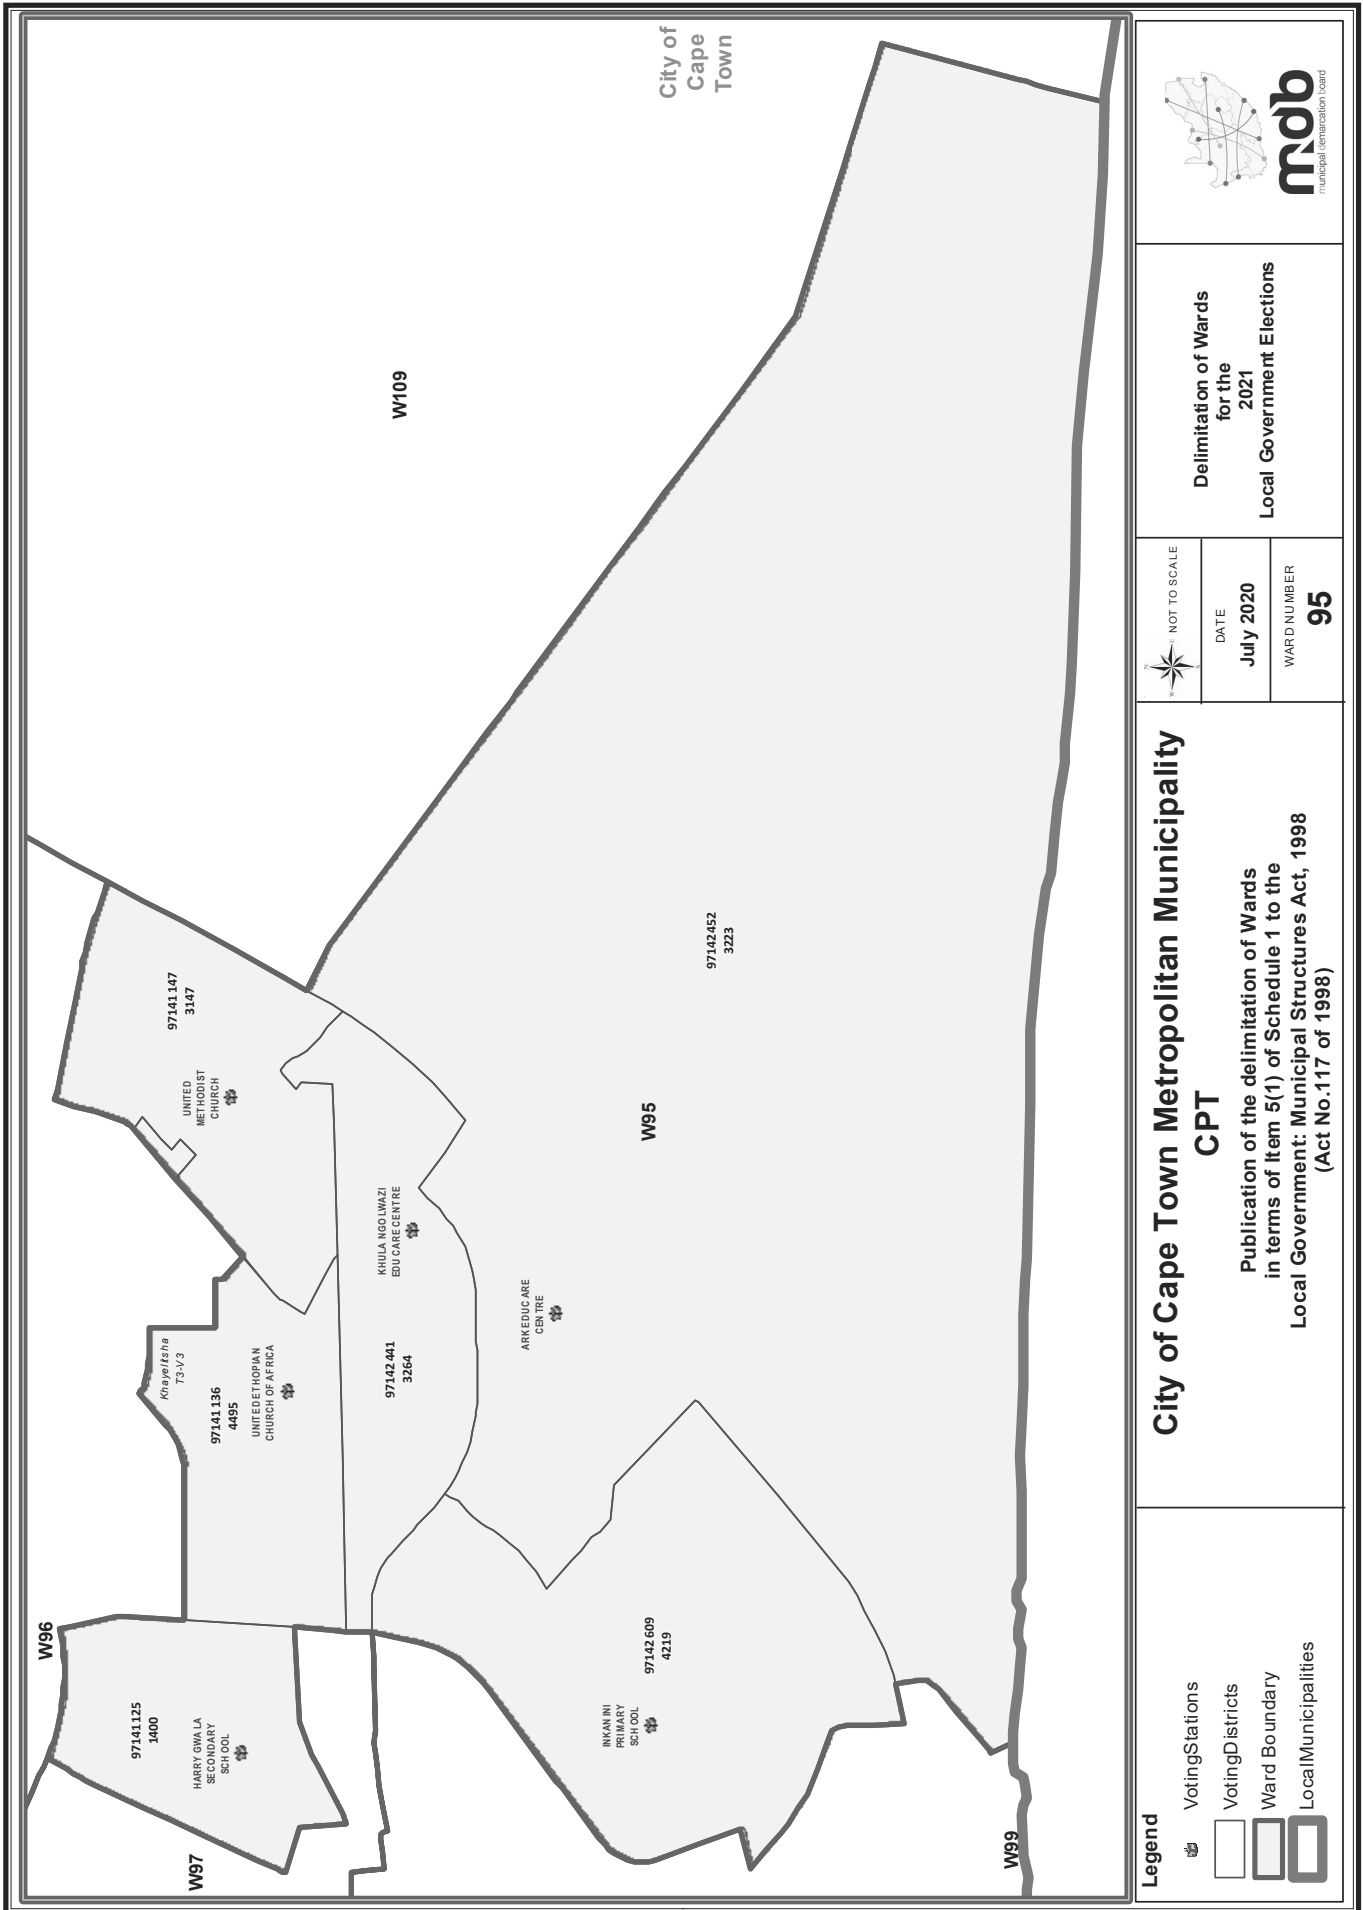 City of
Cape
Town
W109
W96
W97
W95
W99
97141147
3147
UNITED
METHODIST
CHURCH
Khayelitsha
T3-V3
97141136
4495
UNITED ETHOPIAN
CHURCH OF AFRICA
KHULA NGOLWAZI
EDU CARE CENTRE
97142441
3264
ARK EDUCARE
CENTRE
97142452
3223
97141125
1400
HARRY GWALA
SECONDARY
SCHOOL
97142609
4219
INKANINI
PRIMARY
SCHOOL
Legend
VotingStations
VotingDistricts
Ward Boundary
LocalMunicipalities
City of Cape Town Metropolitan Municipality
CPT
Publication of the delimitation of Wards
in terms of Item 5(1) of Schedule 1 to the
Local Government: Municipal Structures Act, 1998
(Act No.117 of 1998)
N
W
E
S
NOT TO SCALE
DATE
July 2020
WARD NUMBER
95
Delimitation of Wards
for the
2021
Local Government Elections
mdb
municipal demarcation board